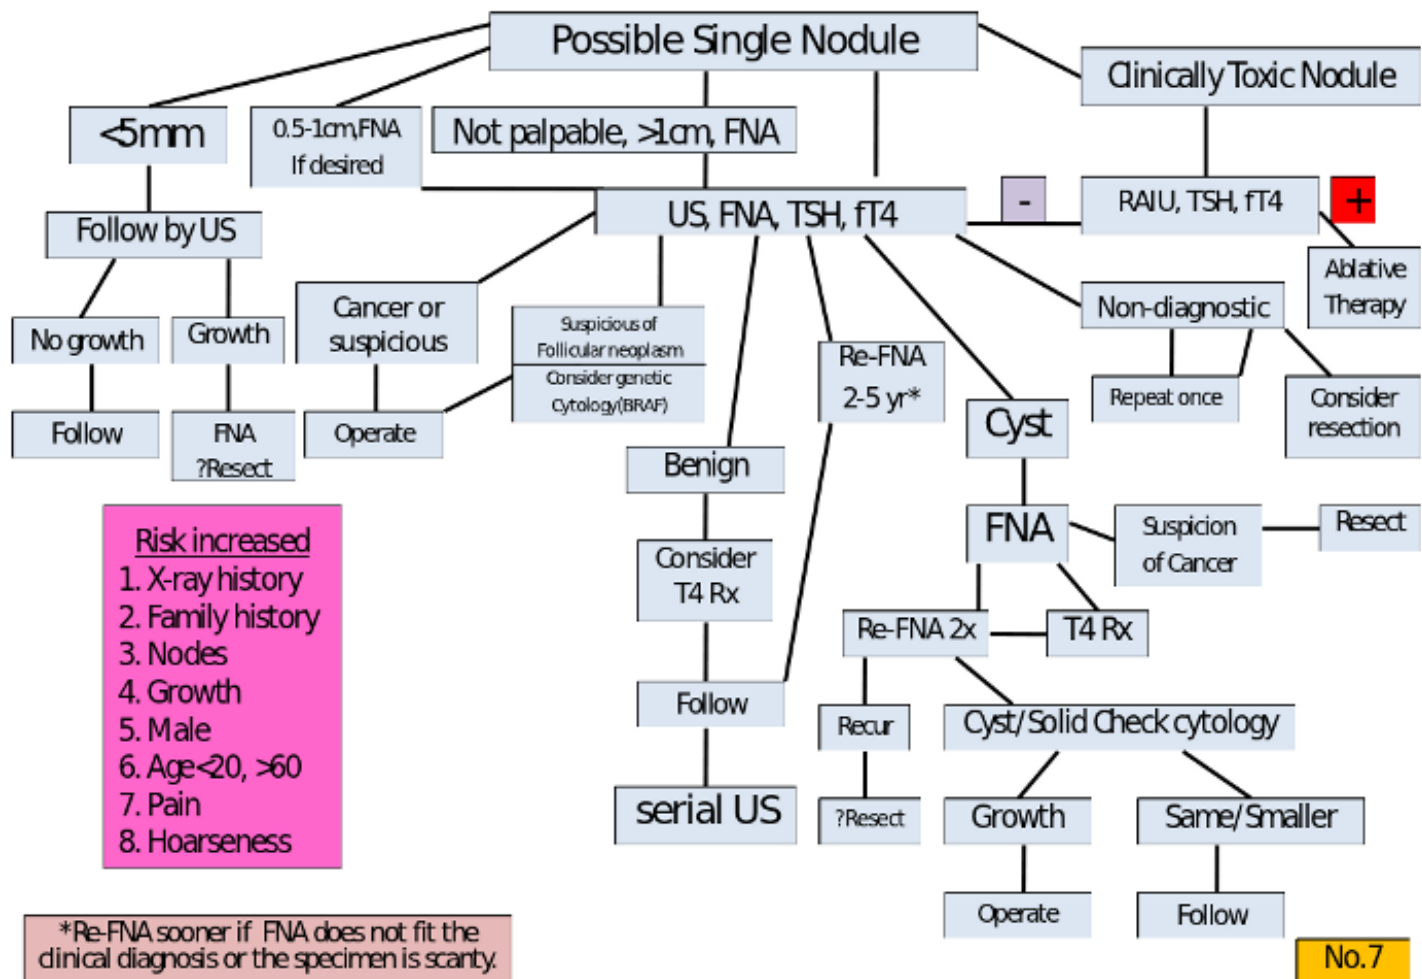 Possible Single Nodule
Clinically Toxic Nodule
<5mm
0.5-1cm,FNA
If desired
Not palpable, >1cm, FNA
US, FNA, TSH, fT4
-
RAIU, TSH, fT4
+
Follow by US
Ablative
Therapy
Cancer or
suspicious
Suspicious of
Follicular neoplasm
Consider genetic
Cytology(BRAF)
Non-diagnostic
No growth
Growth
Re-FNA
2-5 yr*
Repeat once
Consider
resection
Follow
FNA
?Resect
Operate
Cyst
Benign
FNA
Suspicion
of Cancer
Resect
Risk increased
1. X-ray history
2. Family history
3. Nodes
4. Growth
5. Male
6. Age<20, >60
7. Pain
8. Hoarseness
Consider
T4 Rx
Re-FNA 2x
T4 Rx
Follow
Recur
Cyst/Solid Check cytology
serial US
?Resect
Growth
Same/Smaller
Operate
Follow
*Re-FNA sooner if FNA does not fit the
clinical diagnosis or the specimen is scanty.
No.7